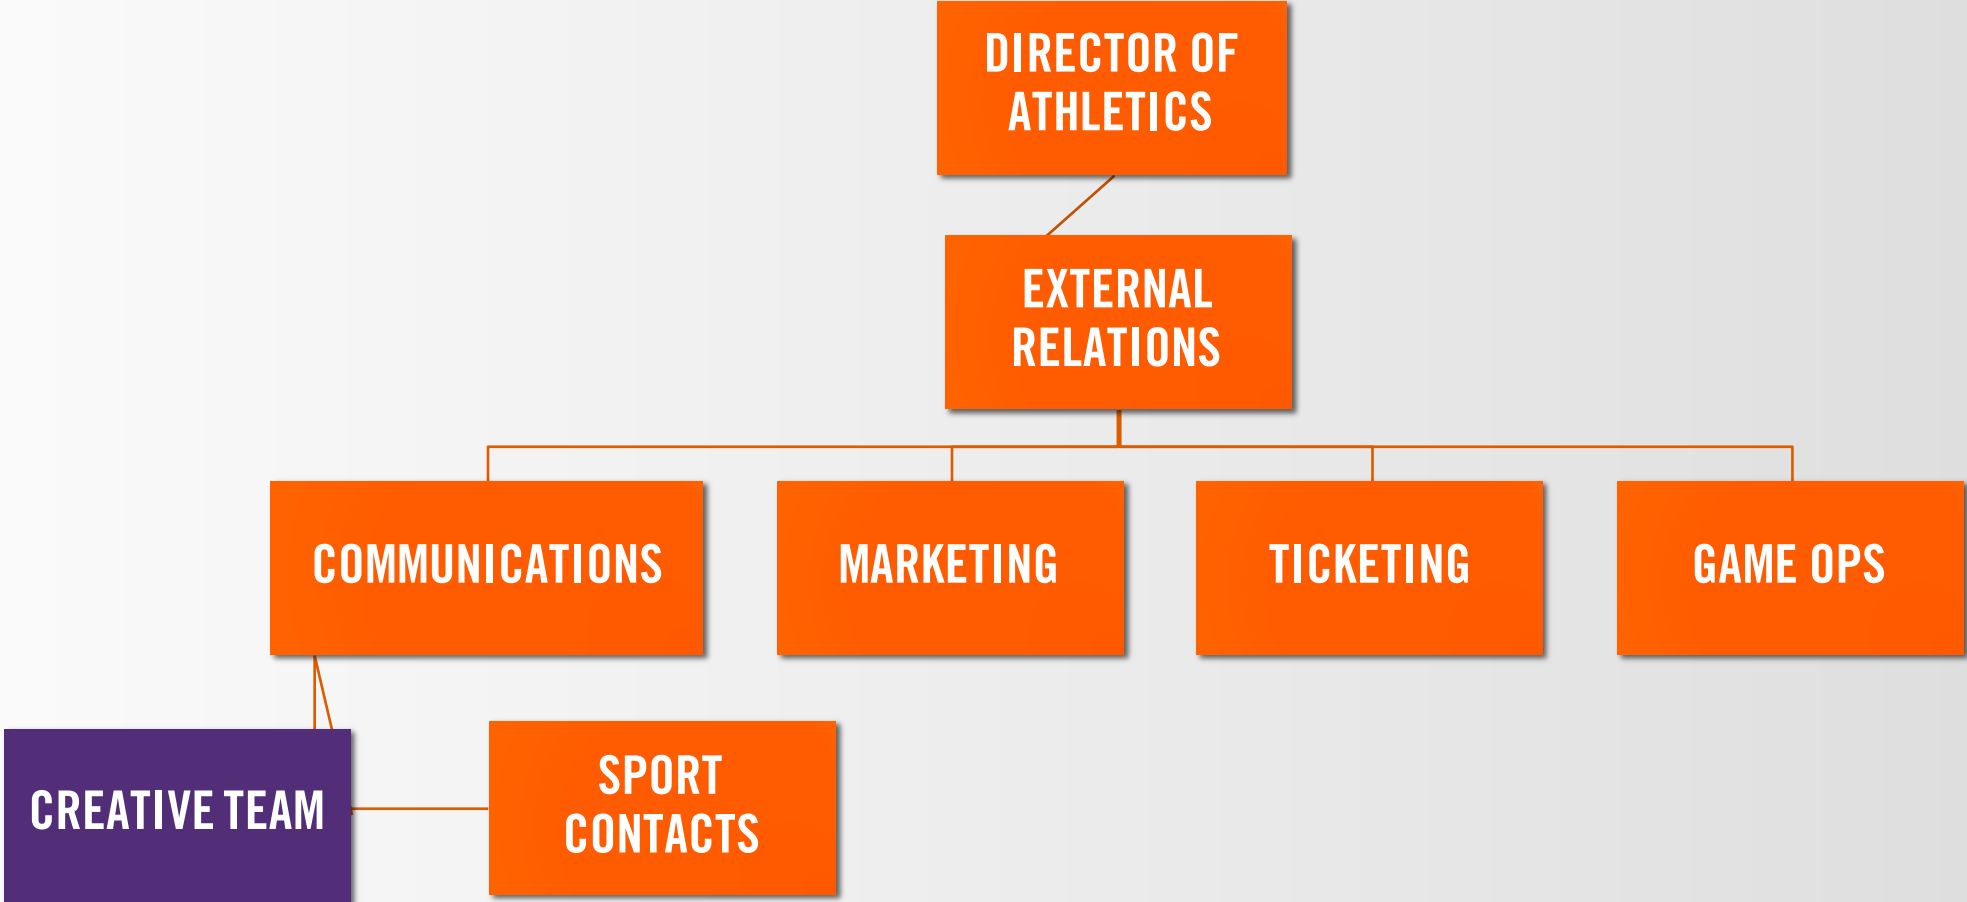 DIRECTOR OF
ATHLETICS
EXTERNAL
RELATIONS
COMMUNICATIONS
MARKETING
TICKETING
GAME OPS
CREATIVE TEAM
SPORT
CONTACTS